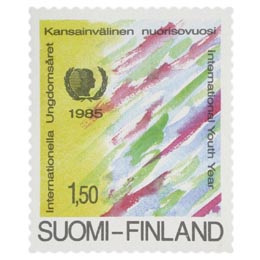 Kansainvälinen nuorisovuosi
Internationella Ungdomsåret
International Youth Year
1985
1,50
SUOMI-FINLAND